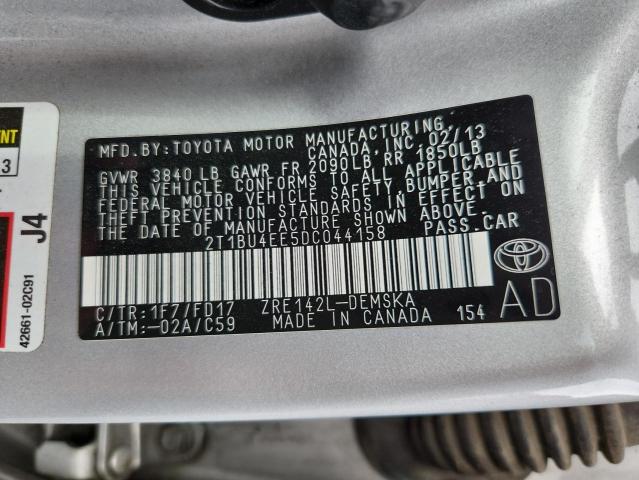 MFD.BY:TOYOTA MOTOR MANUFACTURING
CANADA,INC.02/13
GVWR 3840 LB GAWR FR 2090LB RR 1850LB
THIS VEHICLE CONFORMS TO ALL APPLICABLE
FEDERAL MOTOR VEHICLE SAFETY,BUMPER AND
THEFT PREVENTION STANDARDS IN EFFECT ON
THE DATE OF MANUFACTURE SHOWN ABOVE.
2T1BU4EE5DC044158 PASS.CAR
C/TR:1F7/FD17 ZRE142L-DEMSKA
A/TM:-02A/C59 MADE IN CANADA 154
AD
J4
42661-02C91
3